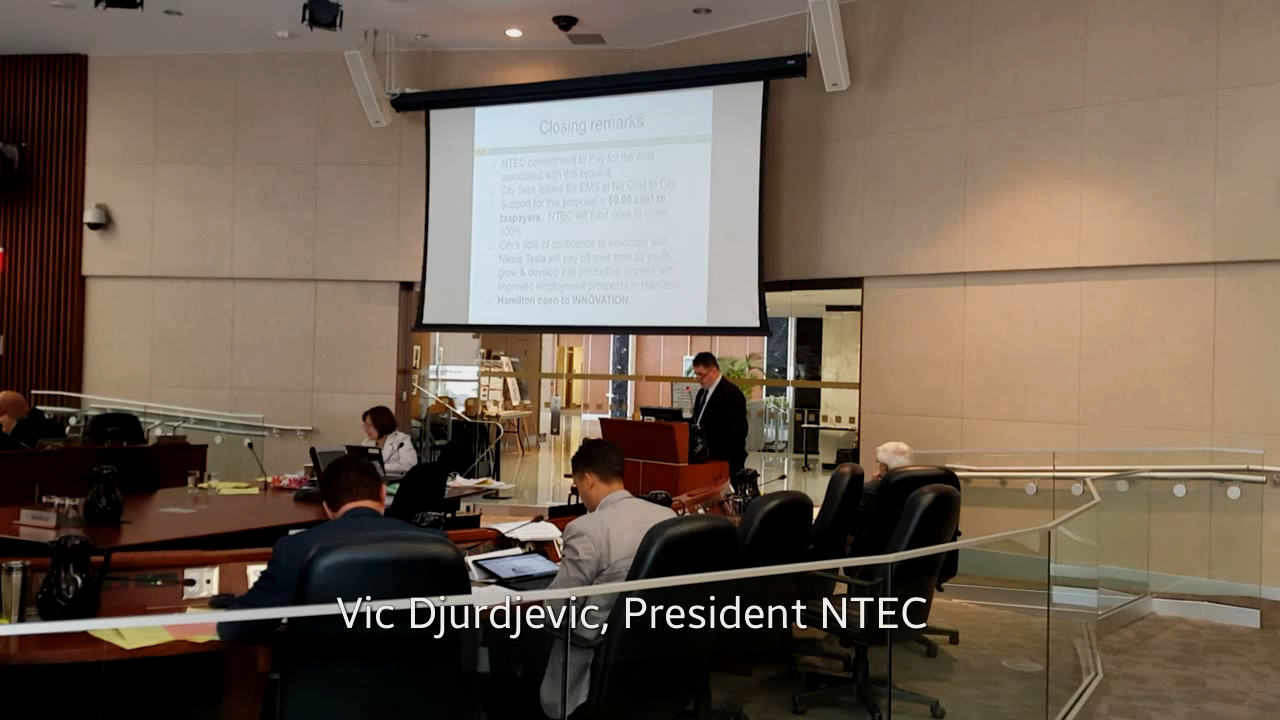 Closing remarks
NTEC commitment to Pay for the cost
associated with this request.
City fixes issues for EMS at No Cost to City.
Support for this proposal = $0.00 cost to
taxpayers. NTEC will fund raise to cover
100%
City's vote of confidence to associate with
Nikola Tesla will pay off over time as youth
grow & develop into productive citizens with
improved employment prospects in Hamilton.
Hamilton open to INNOVATION.
Vic Djurdjevic, President NTEC